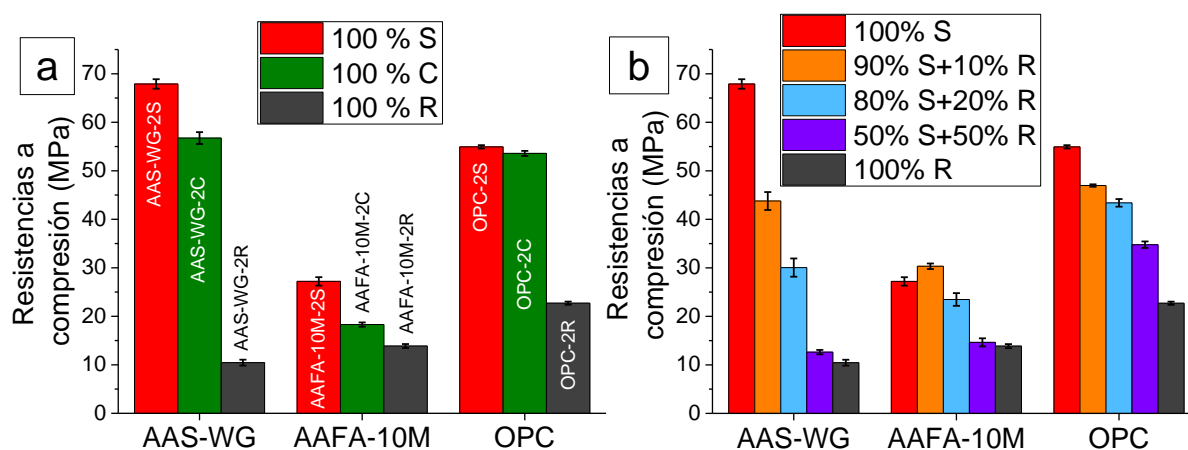 a
100 % S
100 % C
100 % R
Resistencias a
compresión (MPa)
70
60
50
40
30
20
10
0
AAS-WG-2S
AAS-WG-2C
AAS-WG-2R
AAFA-10M-2S
AAFA-10M-2C
AAFA-10M-2R
OPC-2S
OPC-2C
OPC-2R
AAS-WG AAFA-10M OPC
b
100% S
90% S+10% R
80% S+20% R
50% S+50% R
100% R
Resistencias a
compresión (MPa)
70
60
50
40
30
20
10
0
AAS-WG AAFA-10M OPC